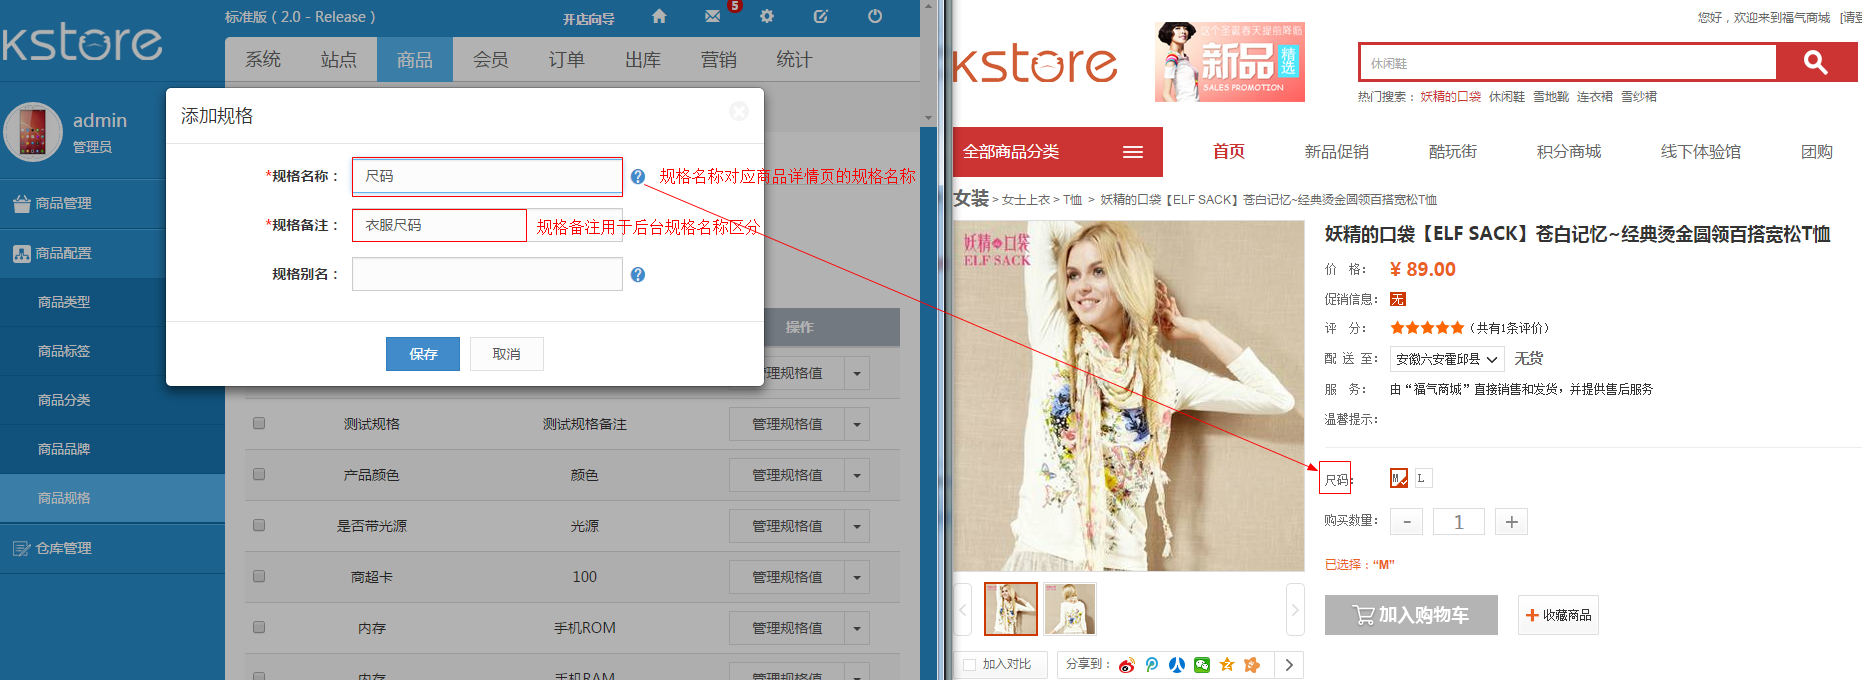 标准版（2.0 - Release ）
开店向导
5
kstore
系统
站点
商品
会员
订单
出库
营销
统计
admin
管理员
商品管理
商品配置
商品类型
商品标签
商品分类
商品品牌
商品规格
仓库管理
添加规格
*规格名称：
尺码
规格名称对应商品详情页的规格名称
*规格备注：
衣服尺码
规格备注用于后台规格名称区分
规格别名：
保存
取消
操作
管理规格值
测试规格
测试规格备注
管理规格值
产品颜色
颜色
管理规格值
是否带光源
光源
管理规格值
商超卡
100
管理规格值
内存
手机ROM
管理规格值
内存
手机RAM
管理规格值
您好，欢迎来到福气商城
[请登
kstore
这个圣诞春天提前降临
新品
精选
SALES PROMOTION
休闲鞋
热门搜索：
妖精的口袋
休闲鞋
雪地靴
连衣裙
雪纱裙
全部商品分类
首页
新品促销
酷玩街
积分商城
线下体验馆
团购
女装 > 女士上衣 > T恤 > 妖精的口袋【ELF SACK】苍白记忆~经典烫金圆领百搭宽松T恤
妖精的口袋
ELF SACK
妖精的口袋【ELF SACK】苍白记忆~经典烫金圆领百搭宽松T恤
价 格：
¥ 89.00
促销信息：
无
评 分：
（共有1条评价）
配 送 至：
安徽六安霍邱县
无货
服 务：
由“福气商城”直接销售和发货，并提供售后服务
温馨提示：
尺码：
M
L
购买数量：
-
1
+
已选择：“M”
加入购物车
收藏商品
加入对比
分享到：